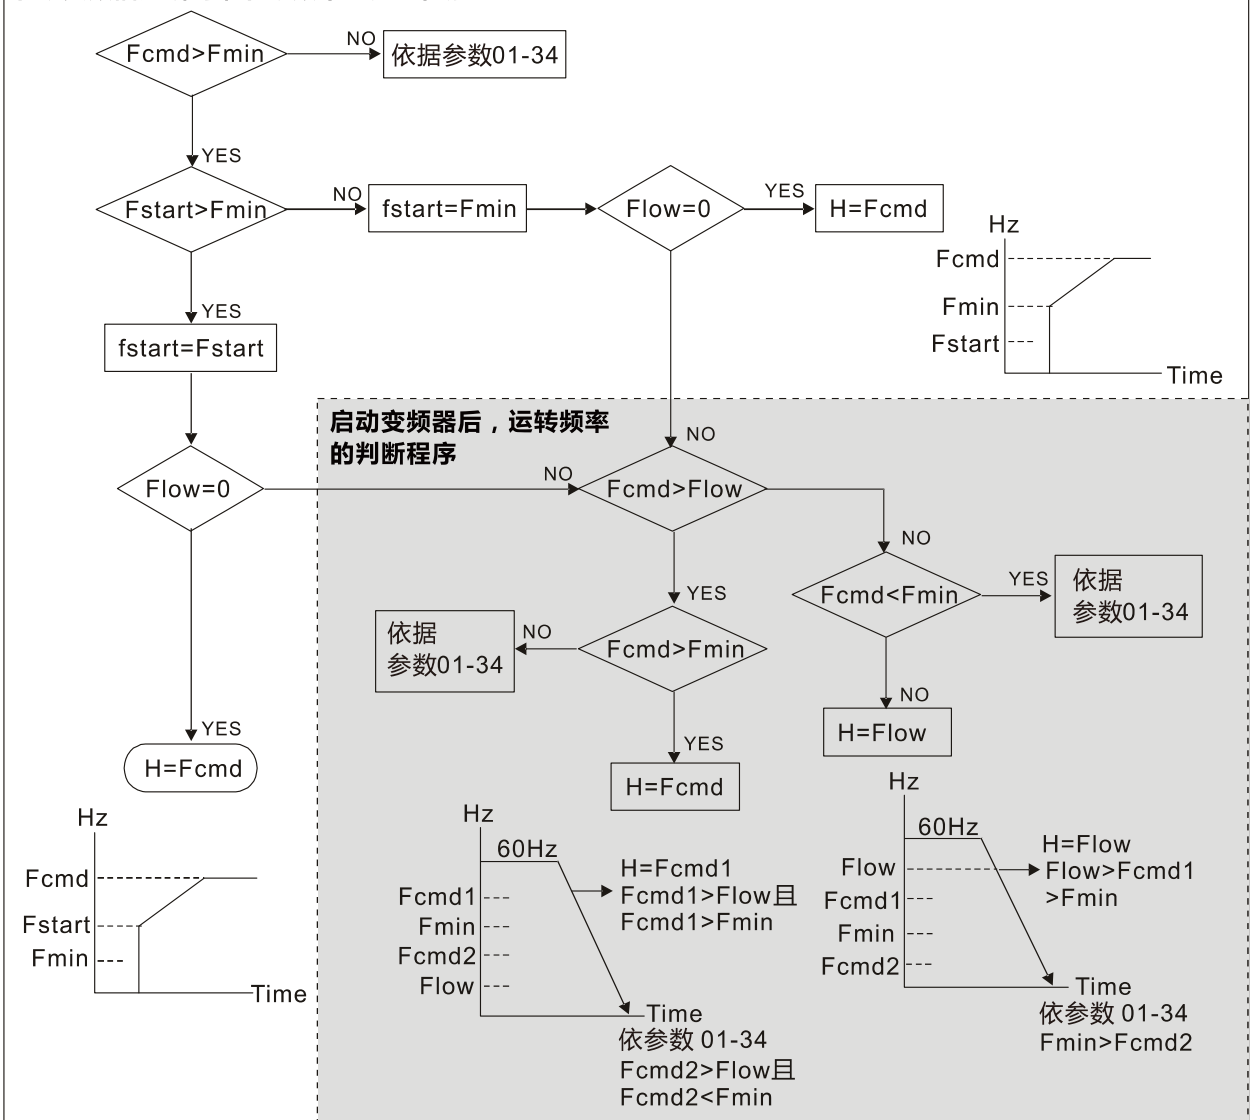 Fcmd>Fmin
NO
依据参数01-34
YES
Fstart>Fmin
NO
fstart=Fmin
Flow=0
YES
H=Fcmd
Hz
Fcmd
Fmin
Fstart
Time
YES
fstart=Fstart
启动变频器后，运转频率
的判断程序
NO
Flow=0
NO
Fcmd>Flow
NO
YES
Fcmd<Fmin
YES
依据
参数01-34
依据
参数01-34
NO
Fcmd>Fmin
NO
H=Flow
YES
H=Fcmd
YES
H=Fcmd
Hz
Fcmd
Fstart
Fmin
Time
Hz
60Hz
Fcmd1
Fmin
Fcmd2
Flow
H=Fcmd1
Fcmd1>Flow且
Fcmd1>Fmin
Time
依参数 01-34
Fcmd2>Flow且
Fcmd2<Fmin
Hz
60Hz
Flow
Fcmd1
Fmin
Fcmd2
H=Flow
Flow>Fcmd1
>Fmin
Time
依参数 01-34
Fmin>Fcmd2